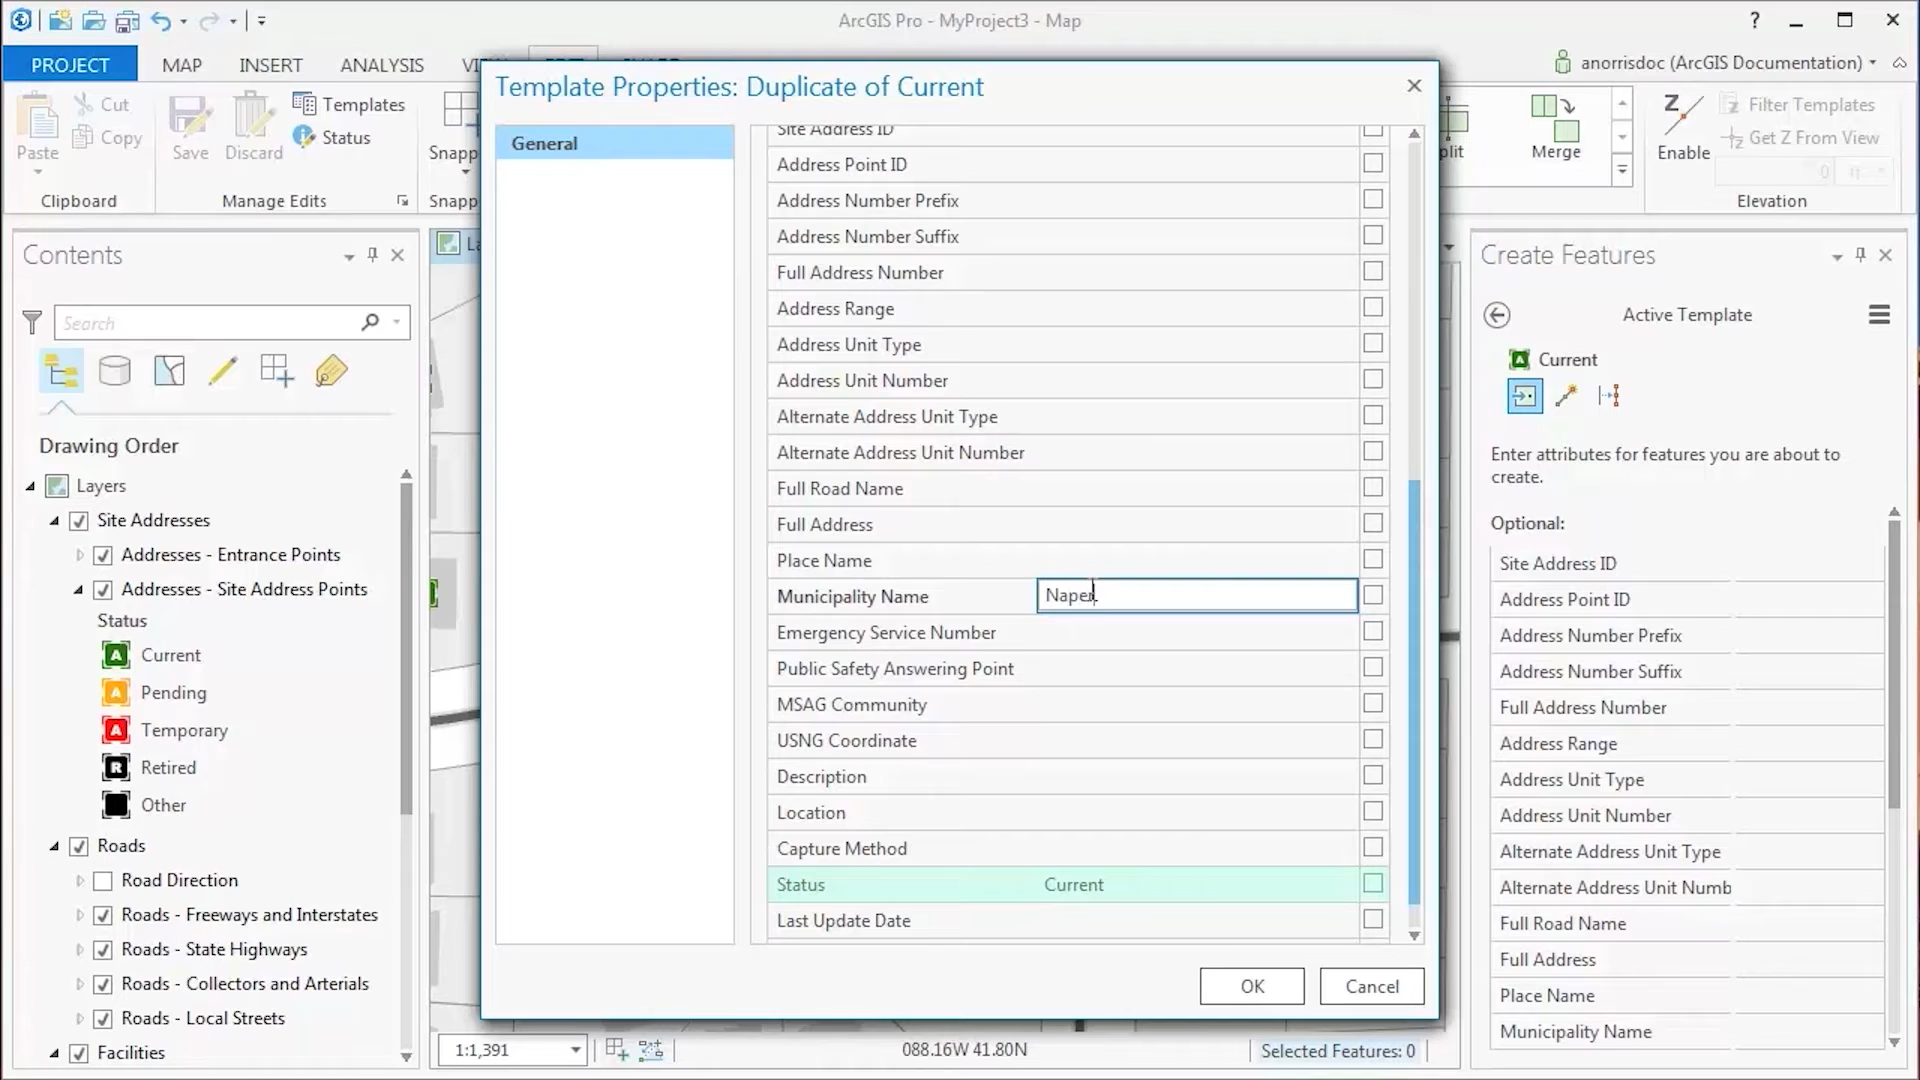 ArcGIS Pro - MyProject3 - Map
?
PROJECT
MAP
INSERT
ANALYSIS
anorrisdoc (ArcGIS Documentation)
Paste
Cut
Copy
Clipboard
Save
Discard
Templates
Status
Manage Edits
Snapp
Snapp
plit
Merge
Z
Enable
Filter Templates
Get Z From View
0
Elevation
Contents
Search
Drawing Order
Layers
Site Addresses
Addresses - Entrance Points
Addresses - Site Address Points
Status
A Current
A Pending
A Temporary
R Retired
Other
Roads
Road Direction
Roads - Freeways and Interstates
Roads - State Highways
Roads - Collectors and Arterials
Roads - Local Streets
Facilities
Template Properties: Duplicate of Current
General
Site Address ID
Address Point ID
Address Number Prefix
Address Number Suffix
Full Address Number
Address Range
Address Unit Type
Address Unit Number
Alternate Address Unit Type
Alternate Address Unit Number
Full Road Name
Full Address
Place Name
Municipality Name Naper
Emergency Service Number
Public Safety Answering Point
MSAG Community
USNG Coordinate
Description
Location
Capture Method
Status Current
Last Update Date
OK
Cancel
1:1,391
088.16W 41.80N
Selected Features: 0
Create Features
Active Template
A Current
Enter attributes for features you are about to
create.
Optional:
Site Address ID
Address Point ID
Address Number Prefix
Address Number Suffix
Full Address Number
Address Range
Address Unit Type
Address Unit Number
Alternate Address Unit Type
Alternate Address Unit Numb
Full Road Name
Full Address
Place Name
Municipality Name